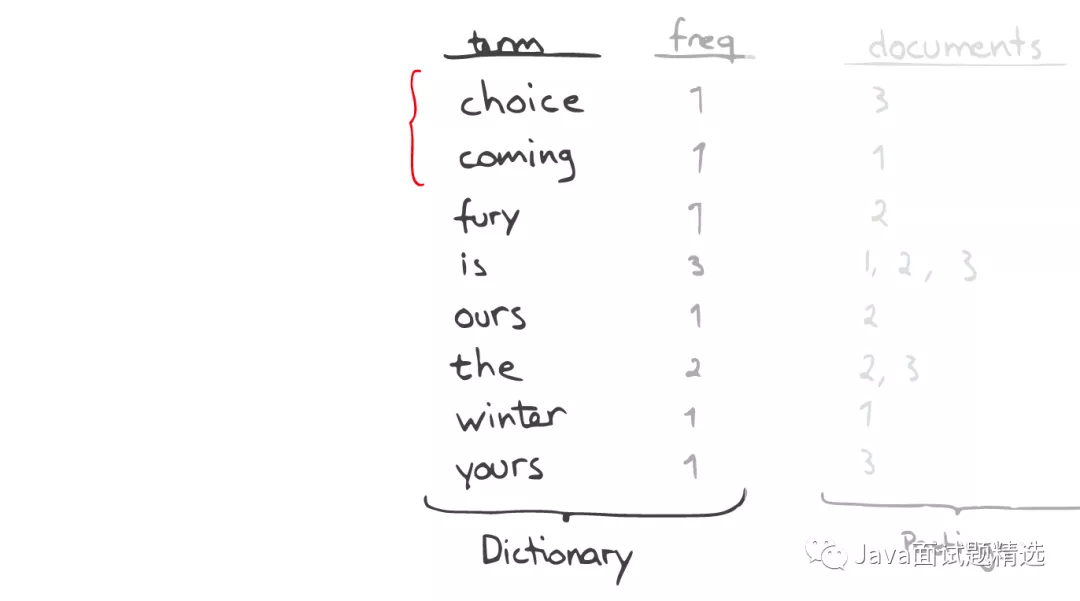 term freq documents
choice 1 3
coming 1 1
fury 1 2
is 3 1, 2, 3
ours 1 2
the 2 2, 3
winter 1 1
yours 1 3
Dictionary
Java面试题精选